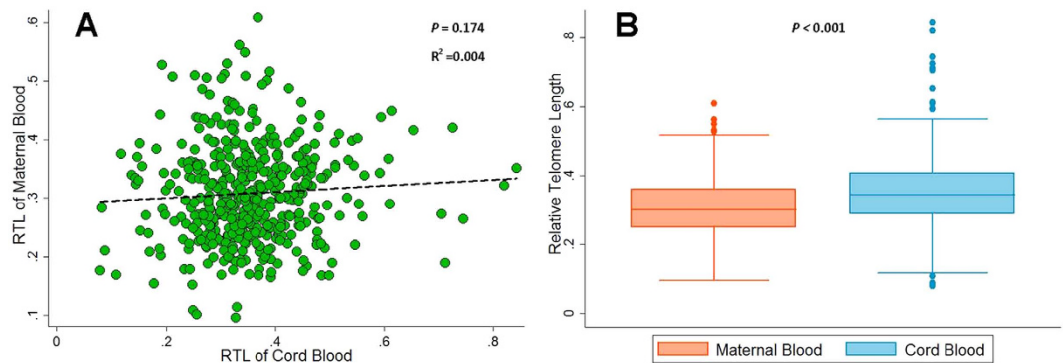 A
P = 0.174
R²=0.004
RTL of Maternal Blood
.6
.5
.4
.3
.2
.1
0
.2
.4
.6
.8
RTL of Cord Blood
B
P < 0.001
Relative Telomere Length
.8
.6
.4
.2
0
Maternal Blood
Cord Blood